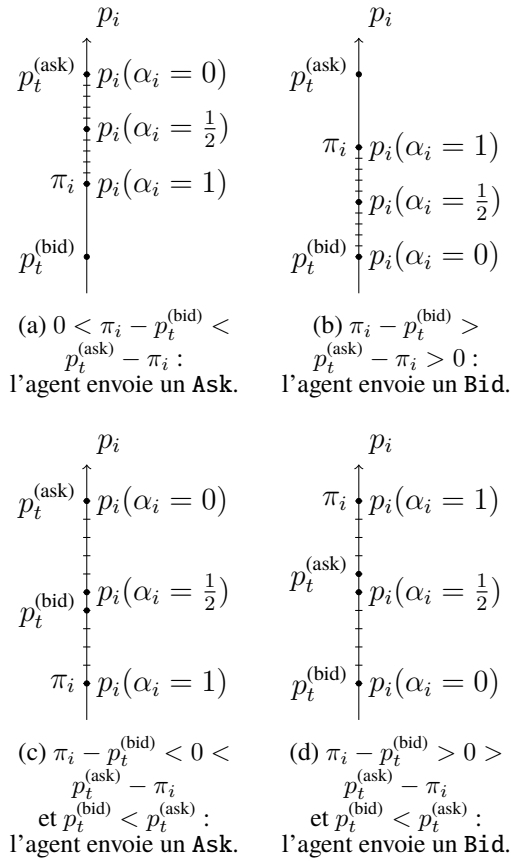 p_i
p_t^(ask) p_i(α_i = 0)
p_i(α_i = 1/2)
π_i p_i(α_i = 1)
p_t^(bid)
(a) 0 < π_i − p_t^(bid) <
p_t^(ask) − π_i :
l'agent envoie un Ask.
p_i
p_t^(ask)
π_i p_i(α_i = 1)
p_i(α_i = 1/2)
p_t^(bid) p_i(α_i = 0)
(b) π_i − p_t^(bid) >
p_t^(ask) − π_i > 0 :
l'agent envoie un Bid.
p_i
p_t^(ask) p_i(α_i = 0)
p_i(α_i = 1/2)
p_t^(bid)
π_i p_i(α_i = 1)
(c) π_i − p_t^(bid) < 0 <
p_t^(ask) − π_i
et p_t^(bid) < p_t^(ask) :
l'agent envoie un Ask.
p_i
π_i p_i(α_i = 1)
p_t^(ask)
p_i(α_i = 1/2)
p_t^(bid) p_i(α_i = 0)
(d) π_i − p_t^(bid) > 0 >
p_t^(ask) − π_i
et p_t^(bid) < p_t^(ask) :
l'agent envoie un Bid.